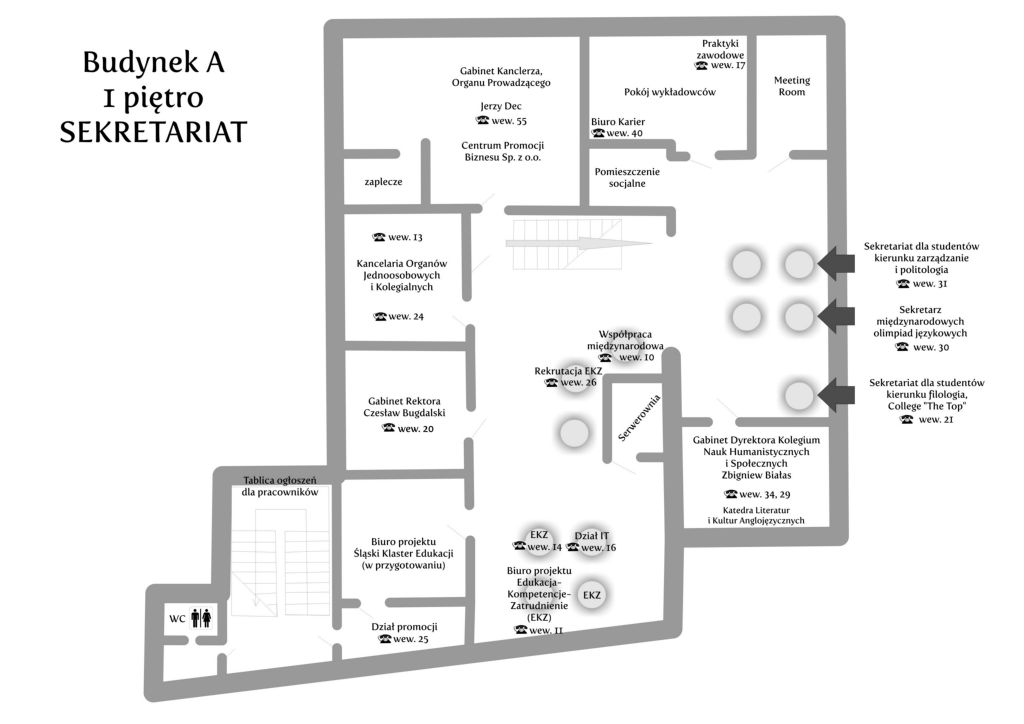 Budynek A
1 piętro
SEKRETARIAT
Gabinet Kanclerza,
Organu Prowadzącego
Jerzy Dec
☎ wew. 55
Centrum Promocji
Biznesu Sp. z o.o.
Praktyki
zawodowe
☎ wew. 17
Pokój wykładowców
Biuro Karier
☎ wew. 40
Meeting
Room
Pomieszczenie
socjalne
zaplecze
☎ wew. 13
Kancelaria Organów
Jednoosobowych
i Kolegialnych
☎ wew. 24
Sekretariat dla studentów
kierunku zarządzanie
i politologia
☎ wew. 31
Sekretarz
międzynarodowych
olimpiad językowych
☎ wew. 30
Sekretariat dla studentów
kierunku filologia,
College "The Top"
☎ wew. 21
Współpraca
międzynarodowa
☎ wew. 10
Rekrutacja EKZ
☎ wew. 26
Serwerownia
Gabinet Rektora
Czesław Bugdalski
☎ wew. 20
Gabinet Dyrektora Kolegium
Nauk Humanistycznych
i Społecznych
Zbigniew Białas
☎ wew. 34, 29
Katedra Literatur
i Kultur Anglojęzycznych
Tablica ogłoszeń
dla pracowników
Biuro projektu
Śląski Klaster Edukacji
(w przygotowaniu)
EKZ
☎ wew. 14
Dział IT
☎ wew. 16
Biuro projektu
Edukacja-
Kompetencje-
Zatrudnienie
(EKZ)
☎ wew. 11
EKZ
Dział promocji
☎ wew. 25
WC